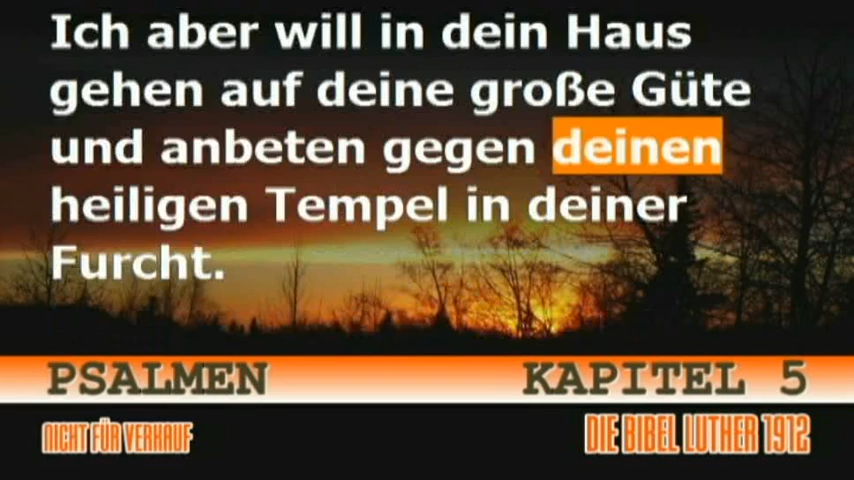 Ich aber will in dein Haus
gehen auf deine große Güte
und anbeten gegen deinen
heiligen Tempel in deiner
Furcht.
PSALMEN
KAPITEL 5
NICHT FÜR VERKAUF
DIE BIBEL LUTHER 1912